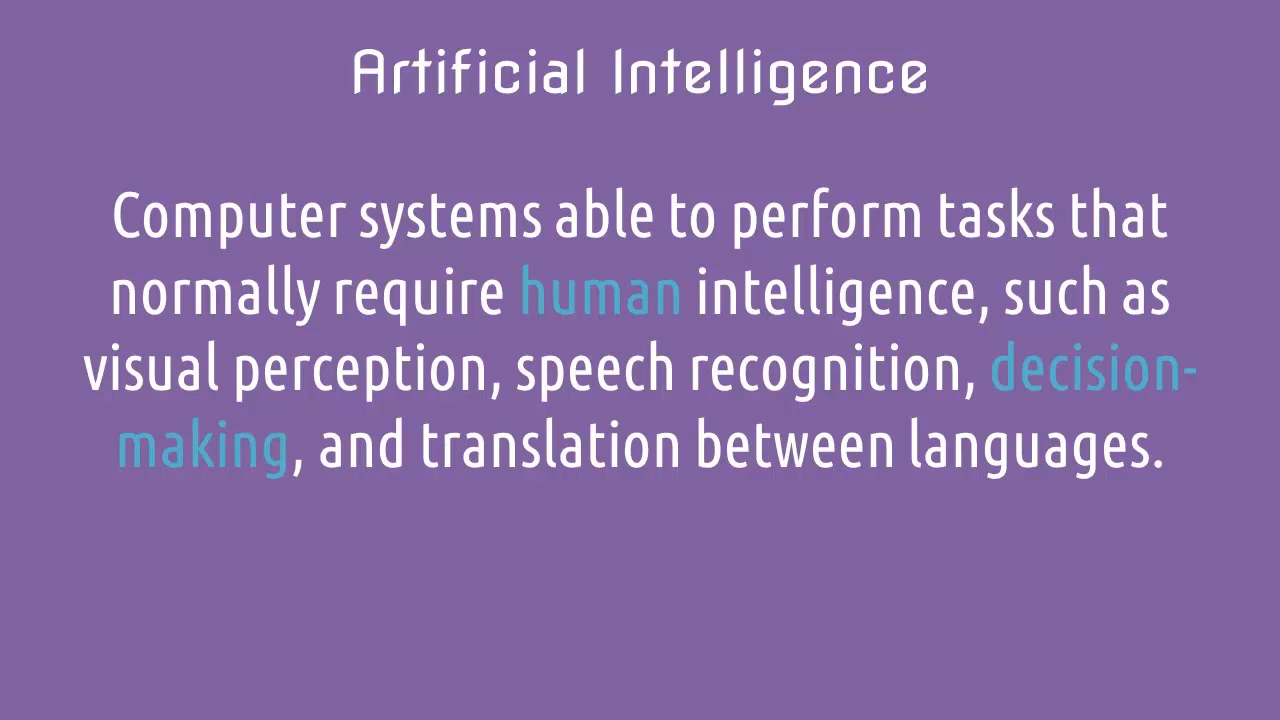 Artificial Intelligence
Computer systems able to perform tasks that
normally require human intelligence, such as
visual perception, speech recognition, decision-
making, and translation between languages.